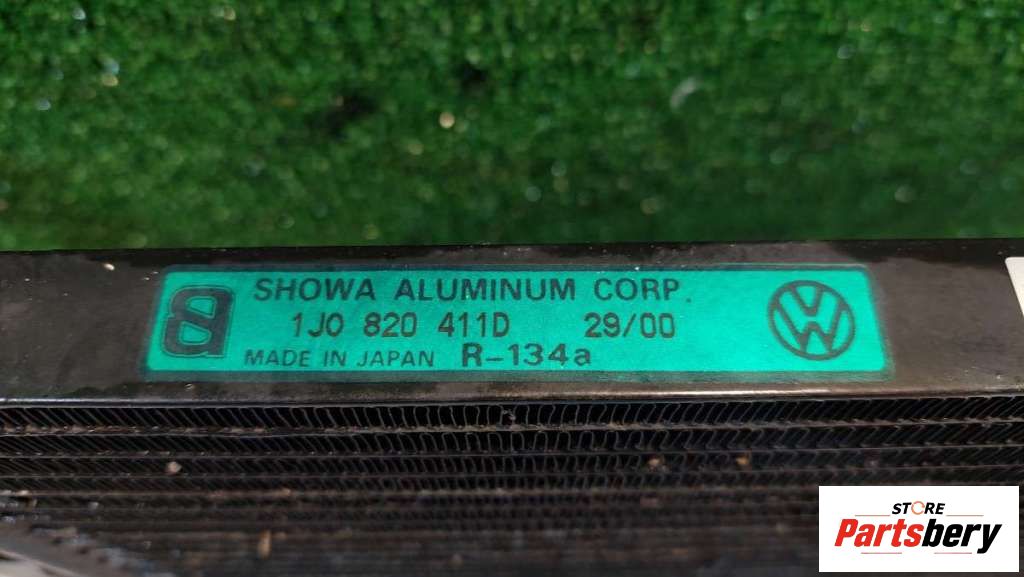 SHOWA ALUMINUM CORP.
1J0 820 411D 29/00
MADE IN JAPAN R-134a
STORE
Partsbery